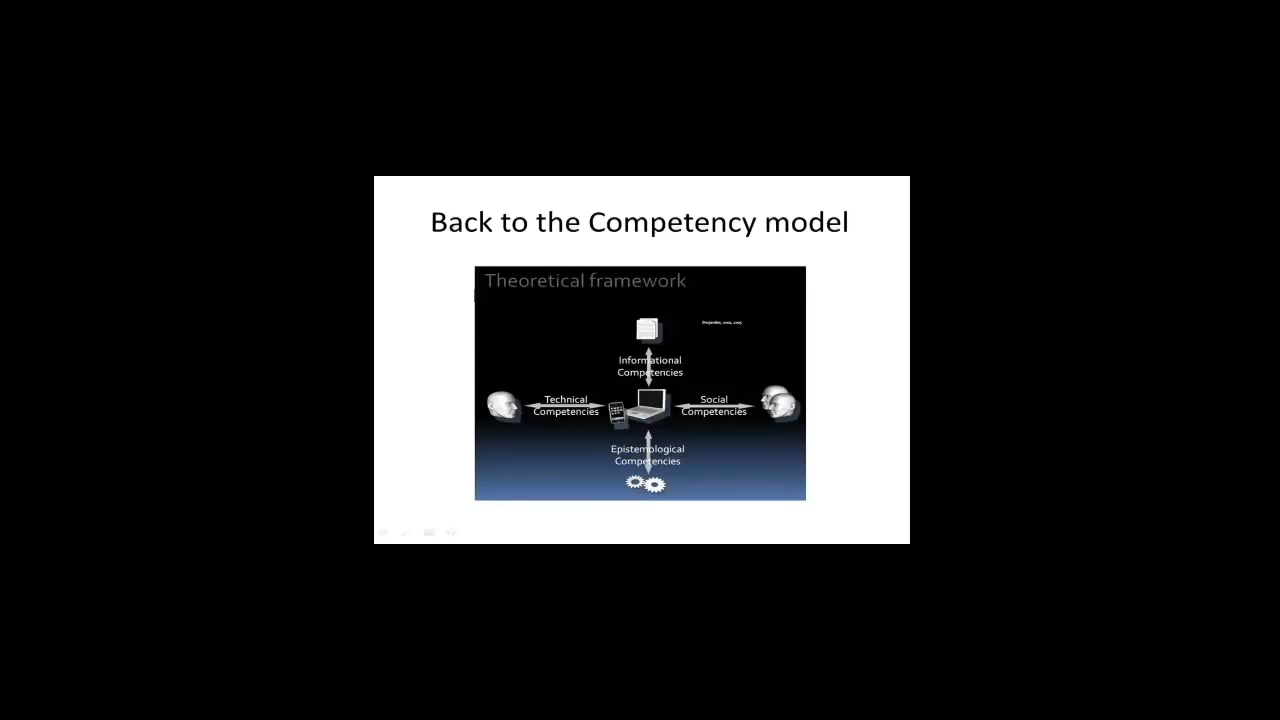 Back to the Competency model
Theoretical framework
Informational
Competencies
Technical
Competencies
Social
Competencies
Epistemological
Competencies